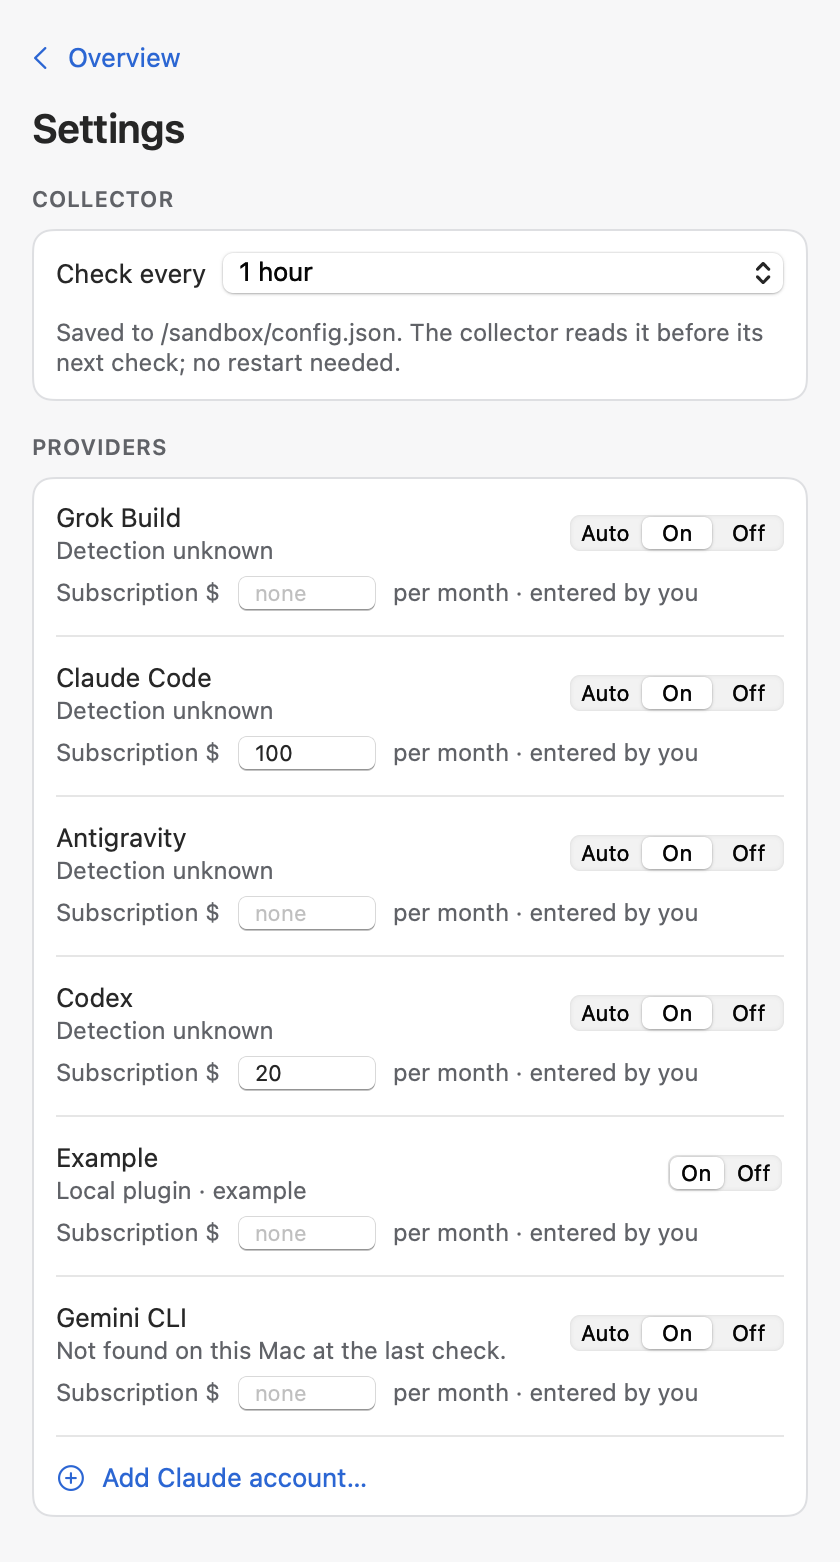 Overview
Settings
COLLECTOR
Check every 1 hour
Saved to /sandbox/config.json. The collector reads it before its
next check; no restart needed.
PROVIDERS
Grok Build
Auto On Off
Detection unknown
Subscription $ none per month · entered by you
Claude Code
Auto On Off
Detection unknown
Subscription $ 100 per month · entered by you
Antigravity
Auto On Off
Detection unknown
Subscription $ none per month · entered by you
Codex
Auto On Off
Detection unknown
Subscription $ 20 per month · entered by you
Example
On Off
Local plugin · example
Subscription $ none per month · entered by you
Gemini CLI
Auto On Off
Not found on this Mac at the last check.
Subscription $ none per month · entered by you
Add Claude account...